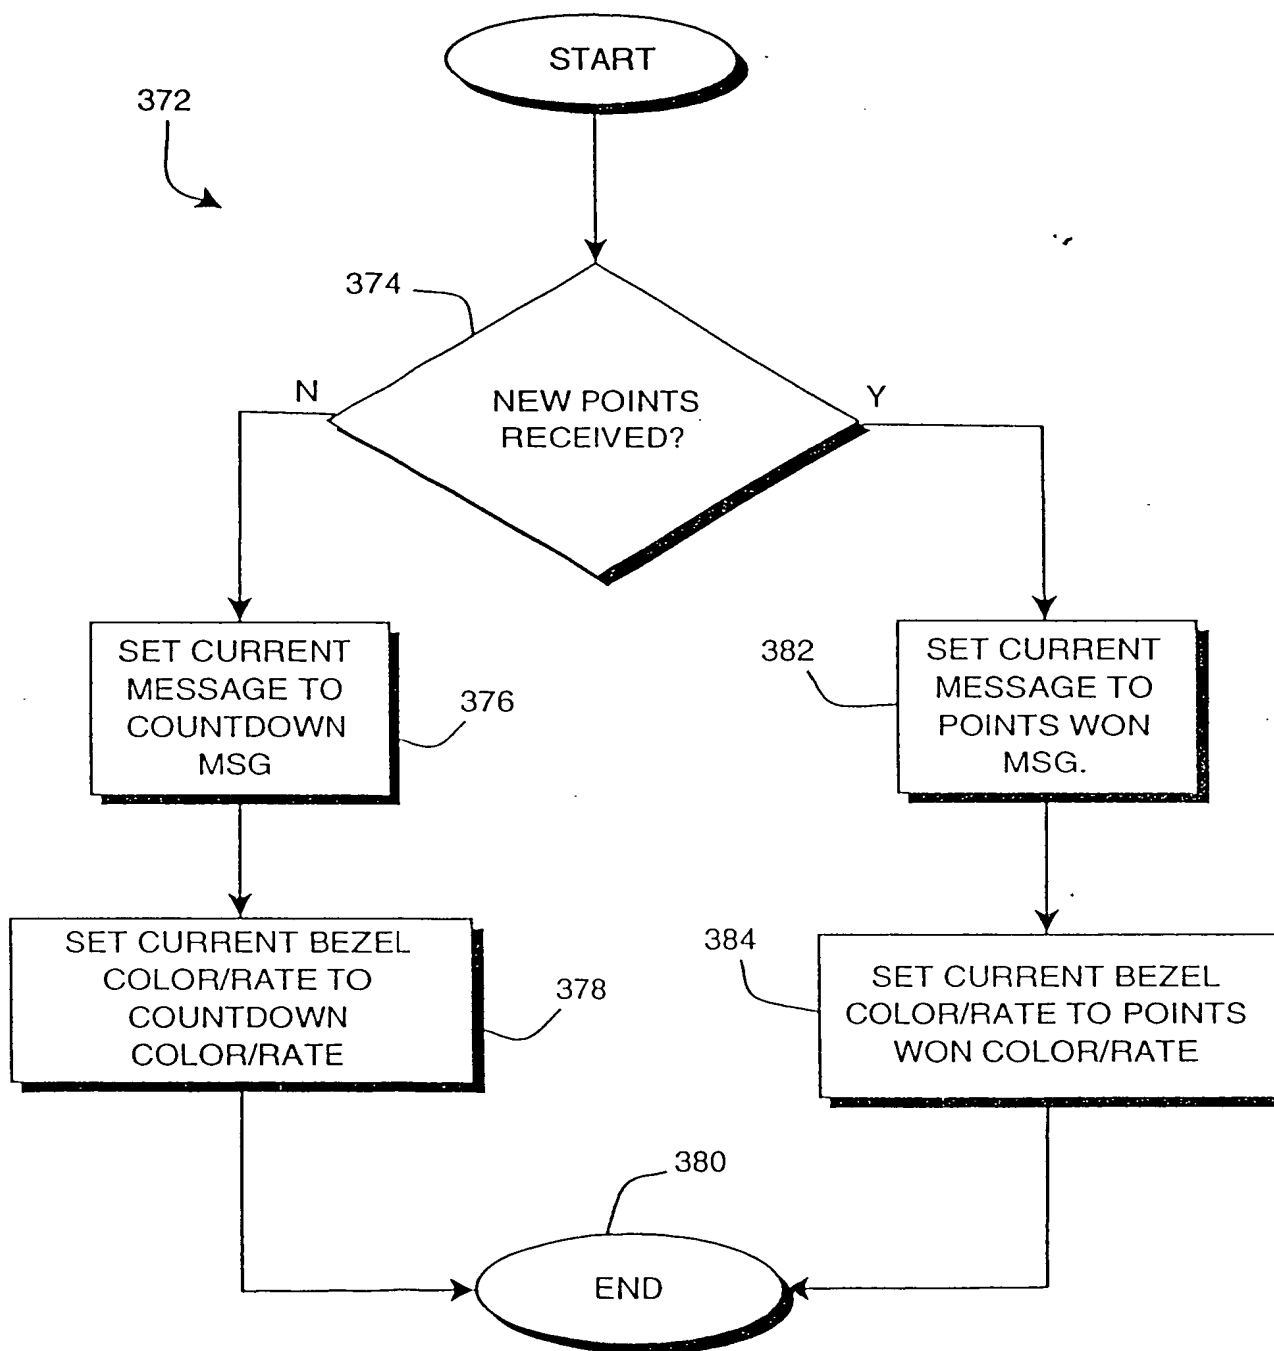 START
372
374
N
Y
NEW POINTS
RECEIVED?
SET CURRENT
MESSAGE TO
COUNTDOWN
MSG
376
382
SET CURRENT
MESSAGE TO
POINTS WON
MSG.
SET CURRENT BEZEL
COLOR/RATE TO
COUNTDOWN
COLOR/RATE
378
384
SET CURRENT BEZEL
COLOR/RATE TO POINTS
WON COLOR/RATE
380
END